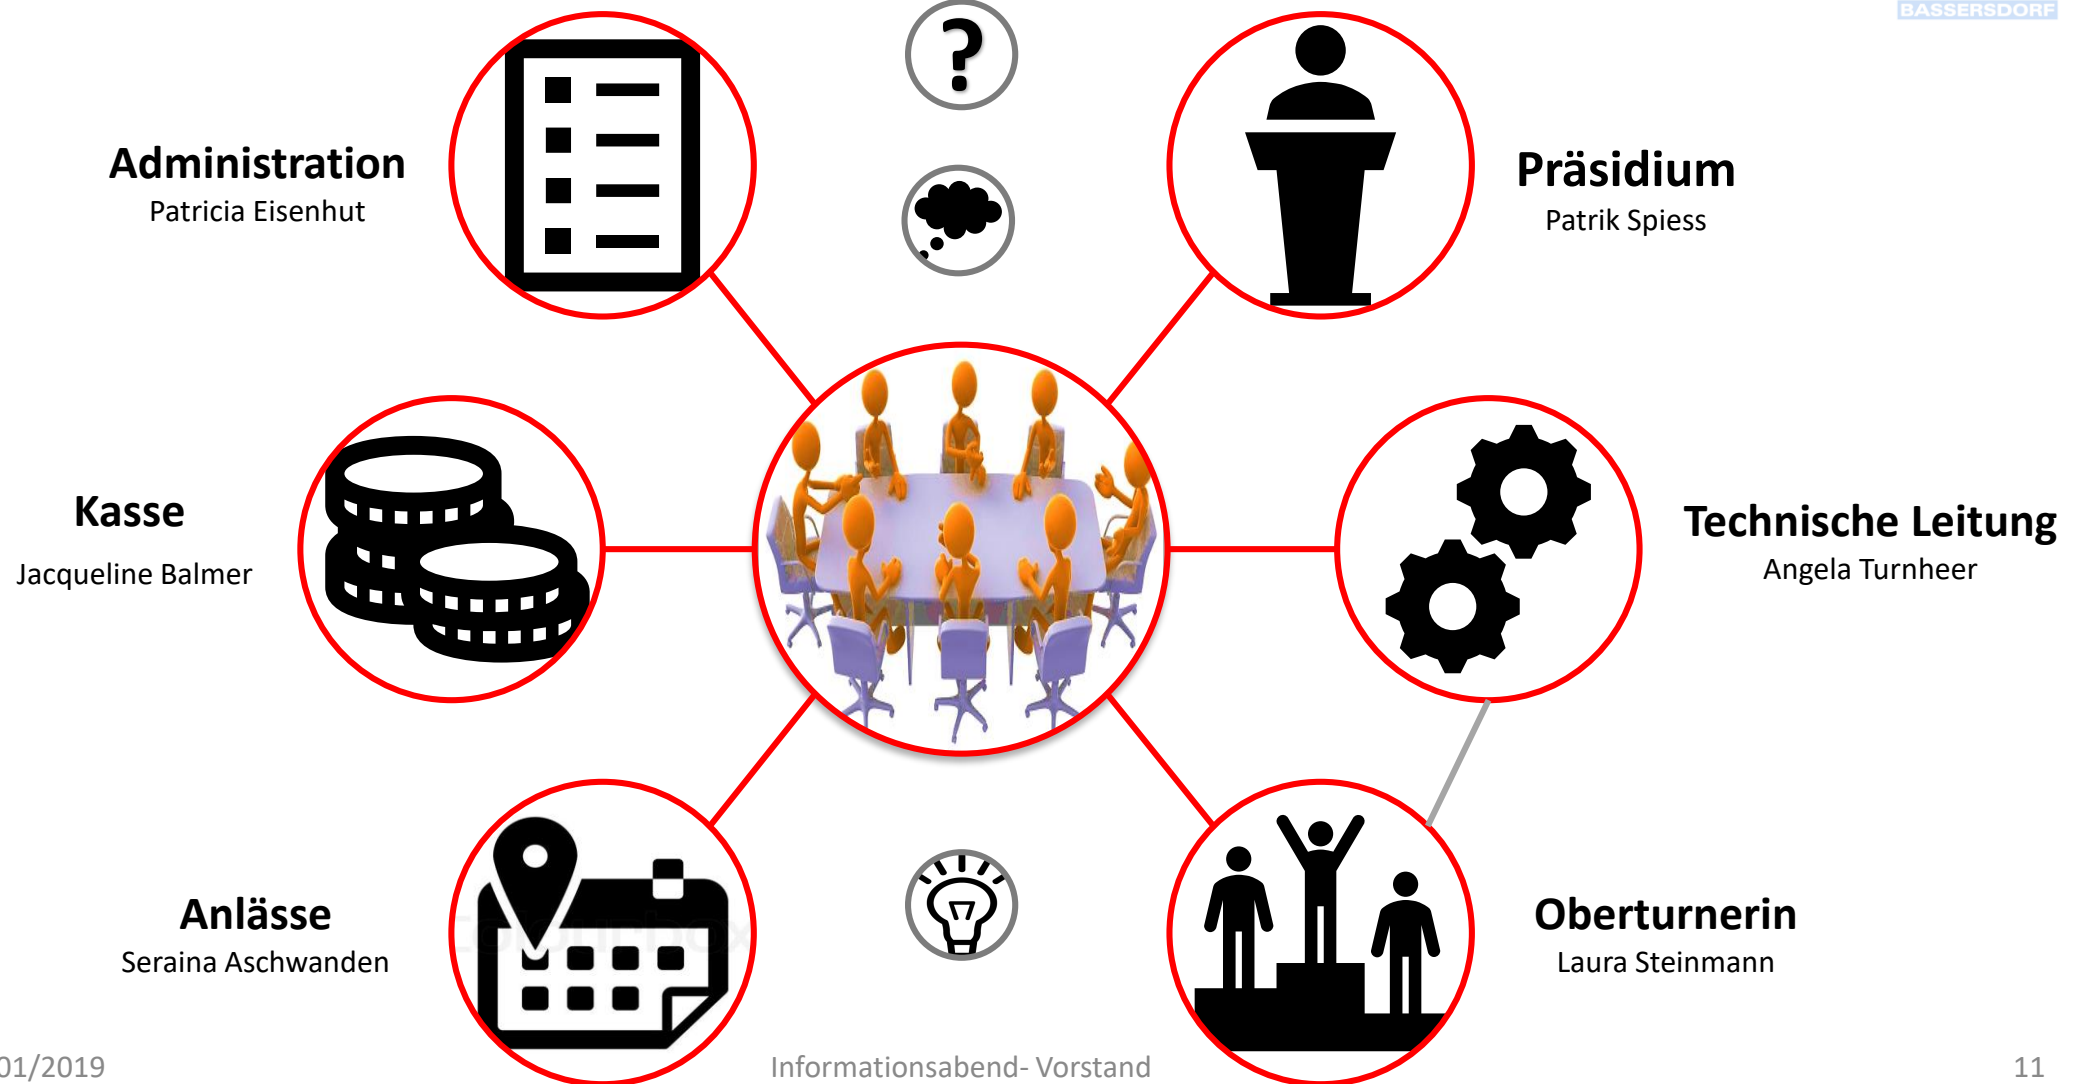 BASSERSDORF
?
Administration
Patricia Eisenhut
Präsidium
Patrik Spiess
Kasse
Jacqueline Balmer
Technische Leitung
Angela Turnheer
Anlässe
Seraina Aschwanden
Oberturnerin
Laura Steinmann
01/2019
Informationsabend- Vorstand
11